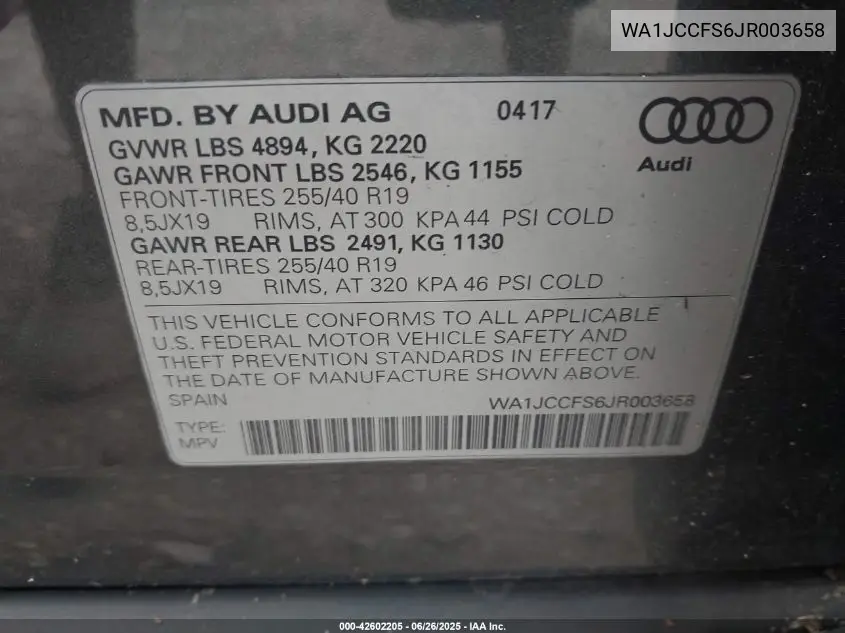 WA1JCCFS6JR003658
MFD. BY AUDI AG 0417
GVWR LBS 4894, KG 2220
GAWR FRONT LBS 2546, KG 1155
Audi
FRONT-TIRES 255/40 R19
8,5JX19 RIMS, AT 300 KPA 44 PSI COLD
GAWR REAR LBS 2491, KG 1130
REAR-TIRES 255/40 R19
8,5JX19 RIMS, AT 320 KPA 46 PSI COLD
THIS VEHICLE CONFORMS TO ALL APPLICABLE
U.S. FEDERAL MOTOR VEHICLE SAFETY AND
THEFT PREVENTION STANDARDS IN EFFECT ON
THE DATE OF MANUFACTURE SHOWN ABOVE.
SPAIN WA1JCCFS6JR003658
TYPE:
MPV
000-42602205 - 06/26/2025 - IAA Inc.